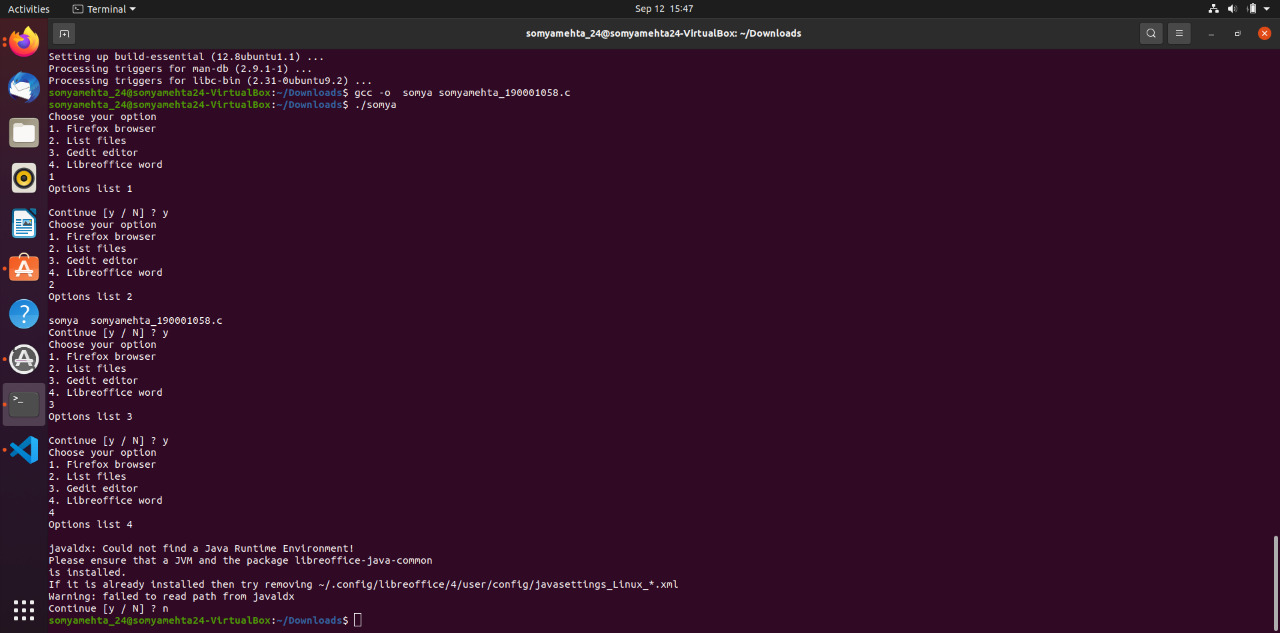 Activities
Terminal
Sep 12 15:47
somyamehta_24@somyamehta24-VirtualBox: ~/Downloads
Setting up build-essential (12.8ubuntu1.1) ...
Processing triggers for man-db (2.9.1-1) ...
Processing triggers for libc-bin (2.31-0ubuntu9.2) ...
somyamehta_24@somyamehta24-VirtualBox:~/Downloads$ gcc -o  somya somyamehta_190001058.c
somyamehta_24@somyamehta24-VirtualBox:~/Downloads$ ./somya
Choose your option
1. Firefox browser
2. List files
3. Gedit editor
4. Libreoffice word
1
Options list 1
Continue [y / N] ? y
Choose your option
1. Firefox browser
2. List files
3. Gedit editor
4. Libreoffice word
2
Options list 2
somya  somyamehta_190001058.c
Continue [y / N] ? y
Choose your option
1. Firefox browser
2. List files
3. Gedit editor
4. Libreoffice word
3
Options list 3
Continue [y / N] ? y
Choose your option
1. Firefox browser
2. List files
3. Gedit editor
4. Libreoffice word
4
Options list 4
javaldx: Could not find a Java Runtime Environment!
Please ensure that a JVM and the package libreoffice-java-common
is installed.
If it is already installed then try removing ~/.config/libreoffice/4/user/config/javasettings_Linux_*.xml
Warning: failed to read path from javaldx
Continue [y / N] ? n
somyamehta_24@somyamehta24-VirtualBox:~/Downloads$